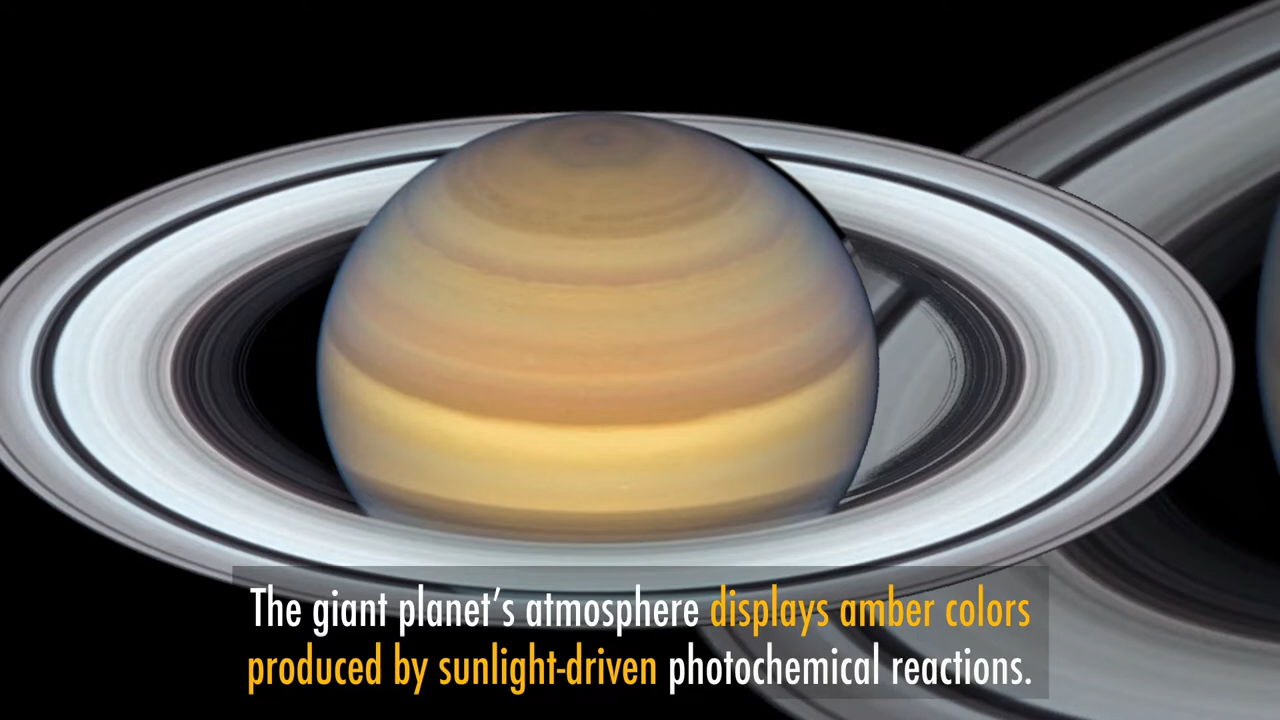 The giant planet’s atmosphere displays amber colors
produced by sunlight-driven photochemical reactions.